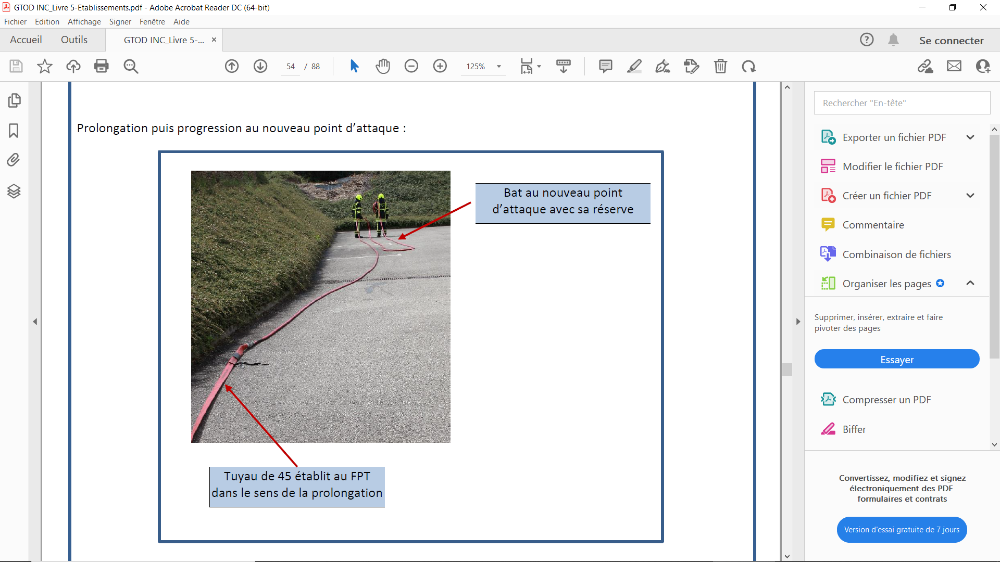 GTOD INC_Livre 5-Etablissements.pdf - Adobe Acrobat Reader DC (64-bit)
Fichier Edition Affichage Signer Fenêtre Aide
Accueil Outils GTOD INC_Livre 5-... Se connecter
54 / 88 125%
Prolongation puis progression au nouveau point d’attaque :
Bat au nouveau point
d’attaque avec sa réserve
Tuyau de 45 établit au FPT
dans le sens de la prolongation
Rechercher "En-tête"
Exporter un fichier PDF
Modifier le fichier PDF
Créer un fichier PDF
Commentaire
Combinaison de fichiers
Organiser les pages
Supprimer, insérer, extraire et faire
pivoter des pages
Essayer
Compresser un PDF
Biffer
Convertissez, modifiez et signez
électroniquement des PDF
formulaires et contrats
Version d'essai gratuite de 7 jours